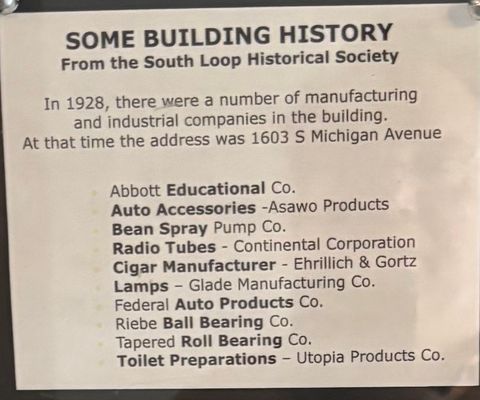 SOME BUILDING HISTORY
From the South Loop Historical Society
In 1928, there were a number of manufacturing
and industrial companies in the building.
At that time the address was 1603 S Michigan Avenue
Abbott Educational Co.
Auto Accessories -Asawo Products
Bean Spray Pump Co.
Radio Tubes - Continental Corporation
Cigar Manufacturer - Ehrillich & Gortz
Lamps – Glade Manufacturing Co.
Federal Auto Products Co.
Riebe Ball Bearing Co.
Tapered Roll Bearing Co.
Toilet Preparations – Utopia Products Co.